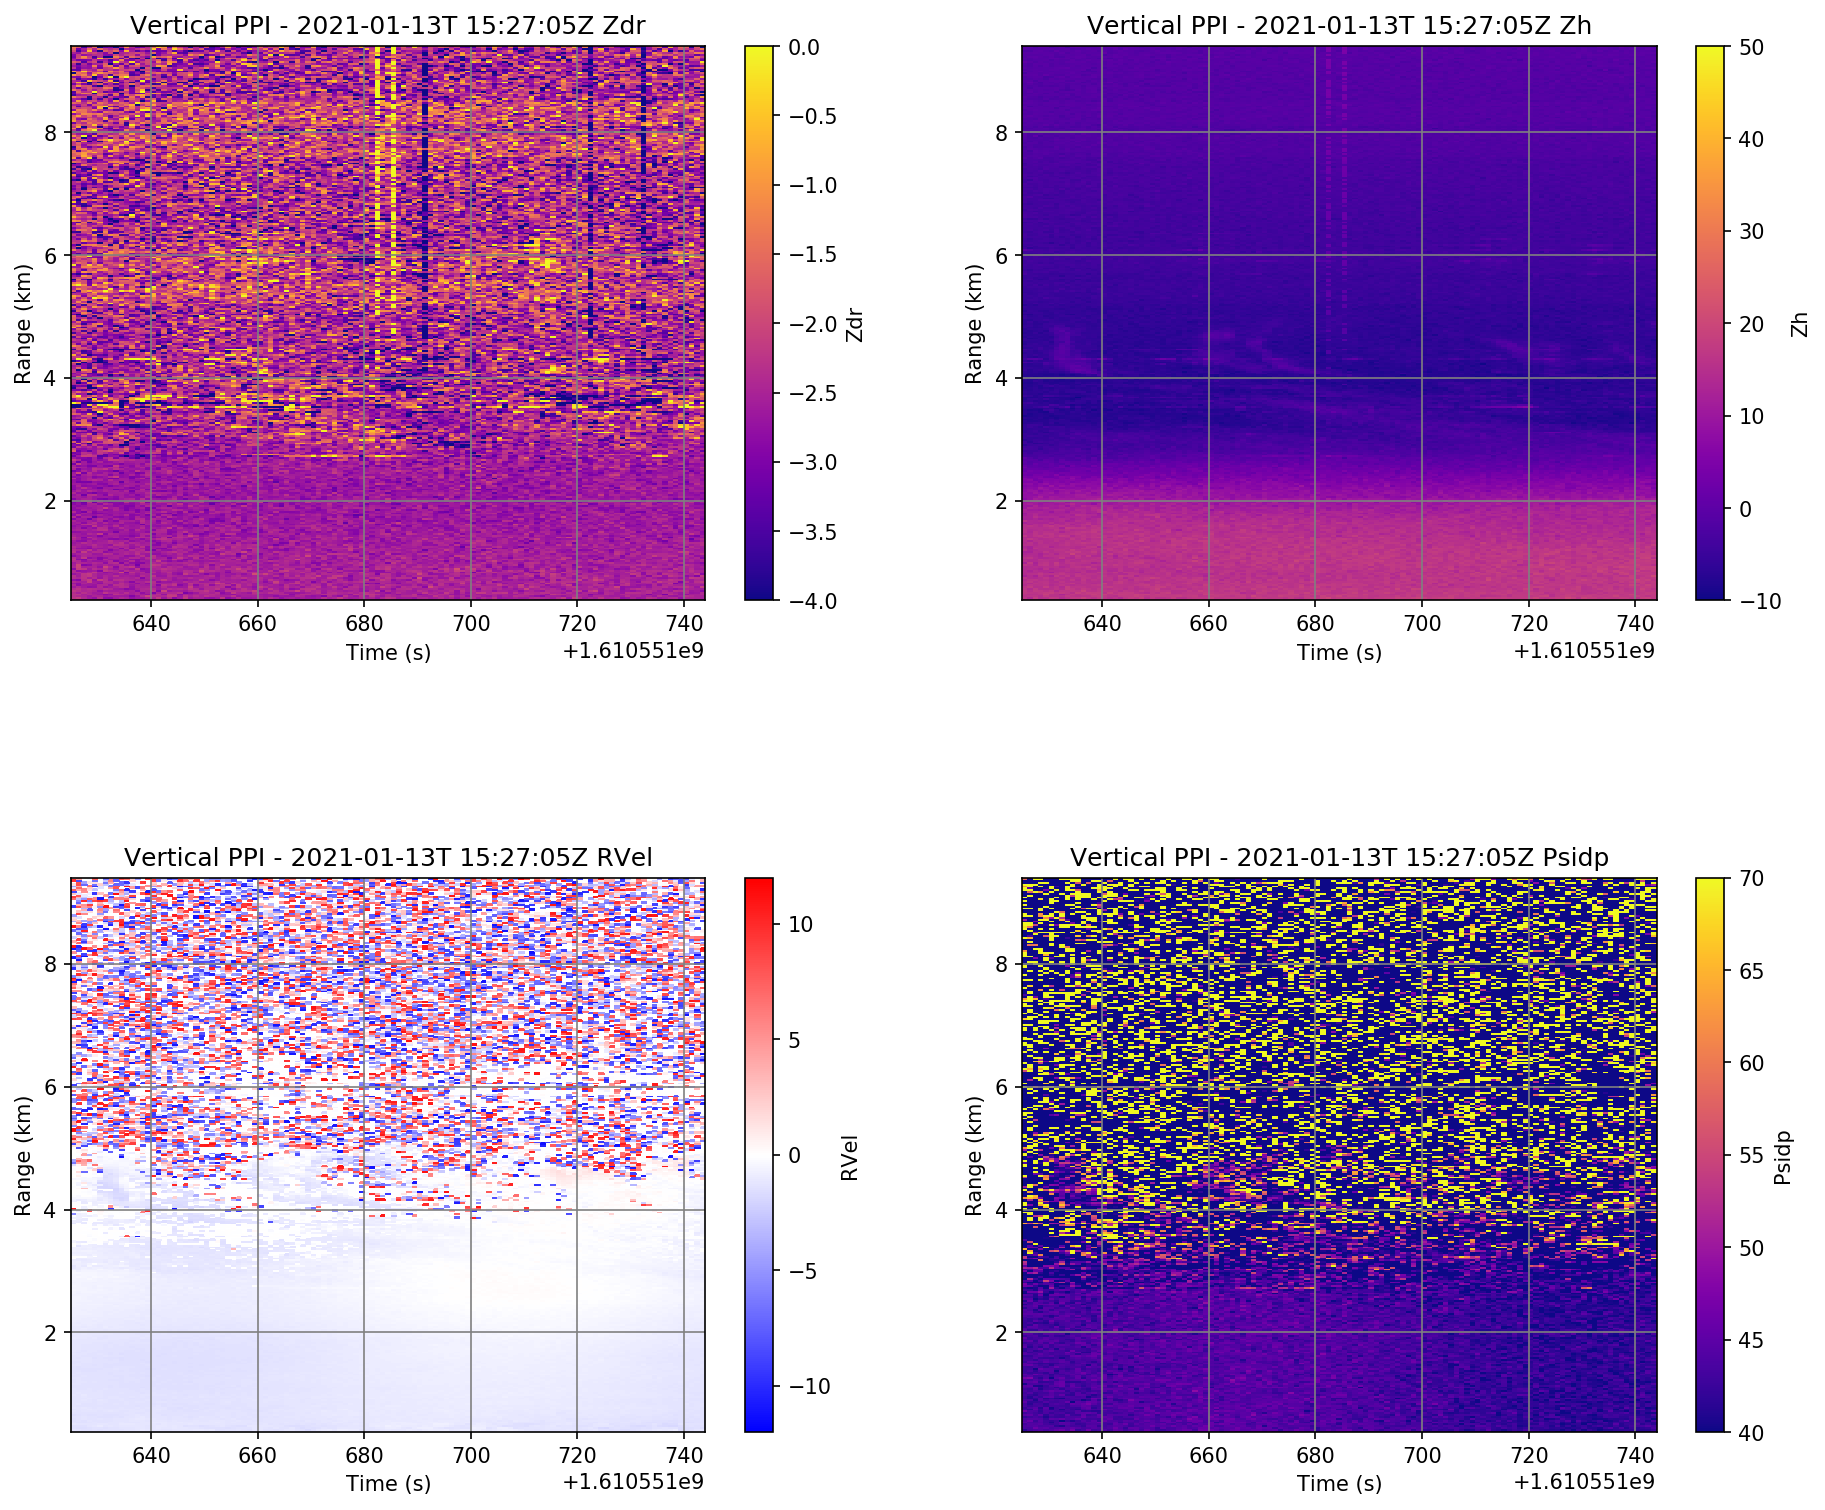 Vertical PPI - 2021-01-13T 15:27:05Z Zdr
Range (km)
8
6
4
2
640 660 680 700 720 740
Time (s)
+1.610551e9
0.0
−0.5
−1.0
−1.5
−2.0
−2.5
−3.0
−3.5
−4.0
Zdr
Vertical PPI - 2021-01-13T 15:27:05Z Zh
Range (km)
8
6
4
2
640 660 680 700 720 740
Time (s)
+1.610551e9
50
40
30
20
10
0
−10
Zh
Vertical PPI - 2021-01-13T 15:27:05Z RVel
Range (km)
8
6
4
2
640 660 680 700 720 740
Time (s)
+1.610551e9
10
5
0
−5
−10
RVel
Vertical PPI - 2021-01-13T 15:27:05Z Psidp
Range (km)
8
6
4
2
640 660 680 700 720 740
Time (s)
+1.610551e9
70
65
60
55
50
45
40
Psidp